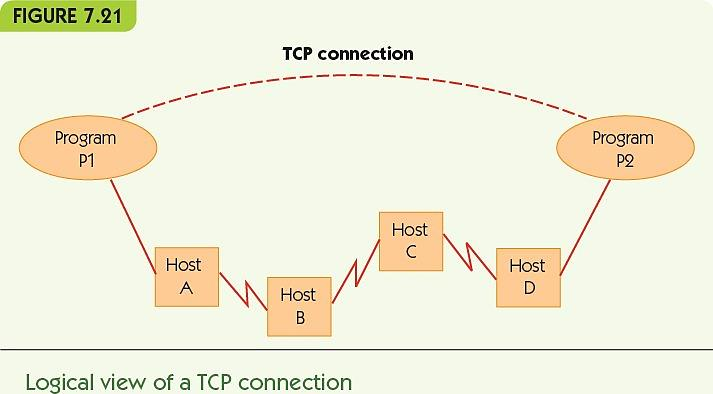 FIGURE 7.21
TCP connection
Program
P1
Program
P2
Host
A
Host
B
Host
C
Host
D
Logical view of a TCP connection